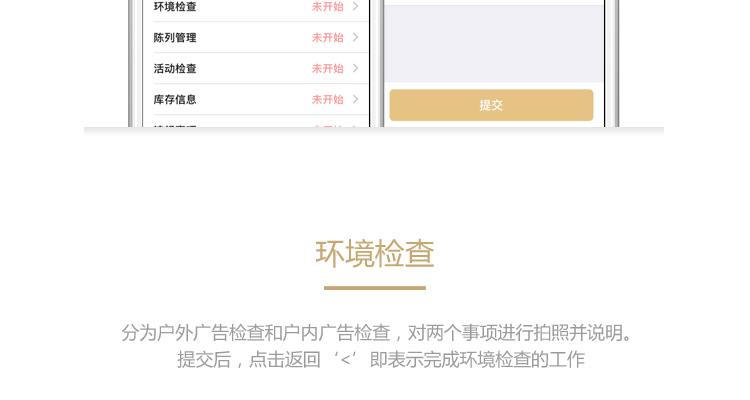 环境检查 未开始
陈列管理 未开始
活动检查 未开始
库存信息 未开始
提交
环境检查
分为户外广告检查和户内广告检查，对两个事项进行拍照并说明。
提交后，点击返回‘<’即表示完成环境检查的工作